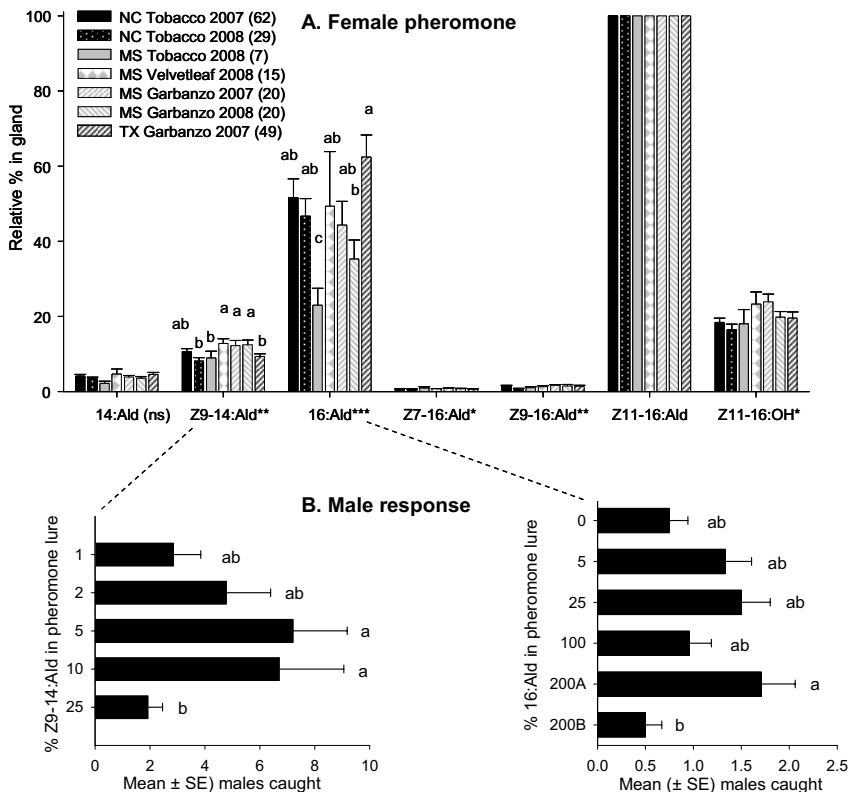 A. Female pheromone
NC Tobacco 2007 (62)
NC Tobacco 2008 (29)
MS Tobacco 2008 (7)
MS Velvetleaf 2008 (15)
MS Garbanzo 2007 (20)
MS Garbanzo 2008 (20)
TX Garbanzo 2007 (49)
Relative % in gland
100
80
60
40
20
0
ab b b a a a b
ab ab c ab ab b a
14:Ald (ns) Z9-14:Ald** 16:Ald*** Z7-16:Ald* Z9-16:Ald** Z11-16:Ald Z11-16:OH*
B. Male response
% Z9-14:Ald in pheromone lure
1 ab
2 ab
5 a
10 a
25 b
0 2 4 6 8 10
Mean ± SE) males caught
% 16:Ald in pheromone lure
0 ab
5 ab
25 ab
100 ab
200A a
200B b
0.0 0.5 1.0 1.5 2.0 2.5
Mean (± SE) males caught